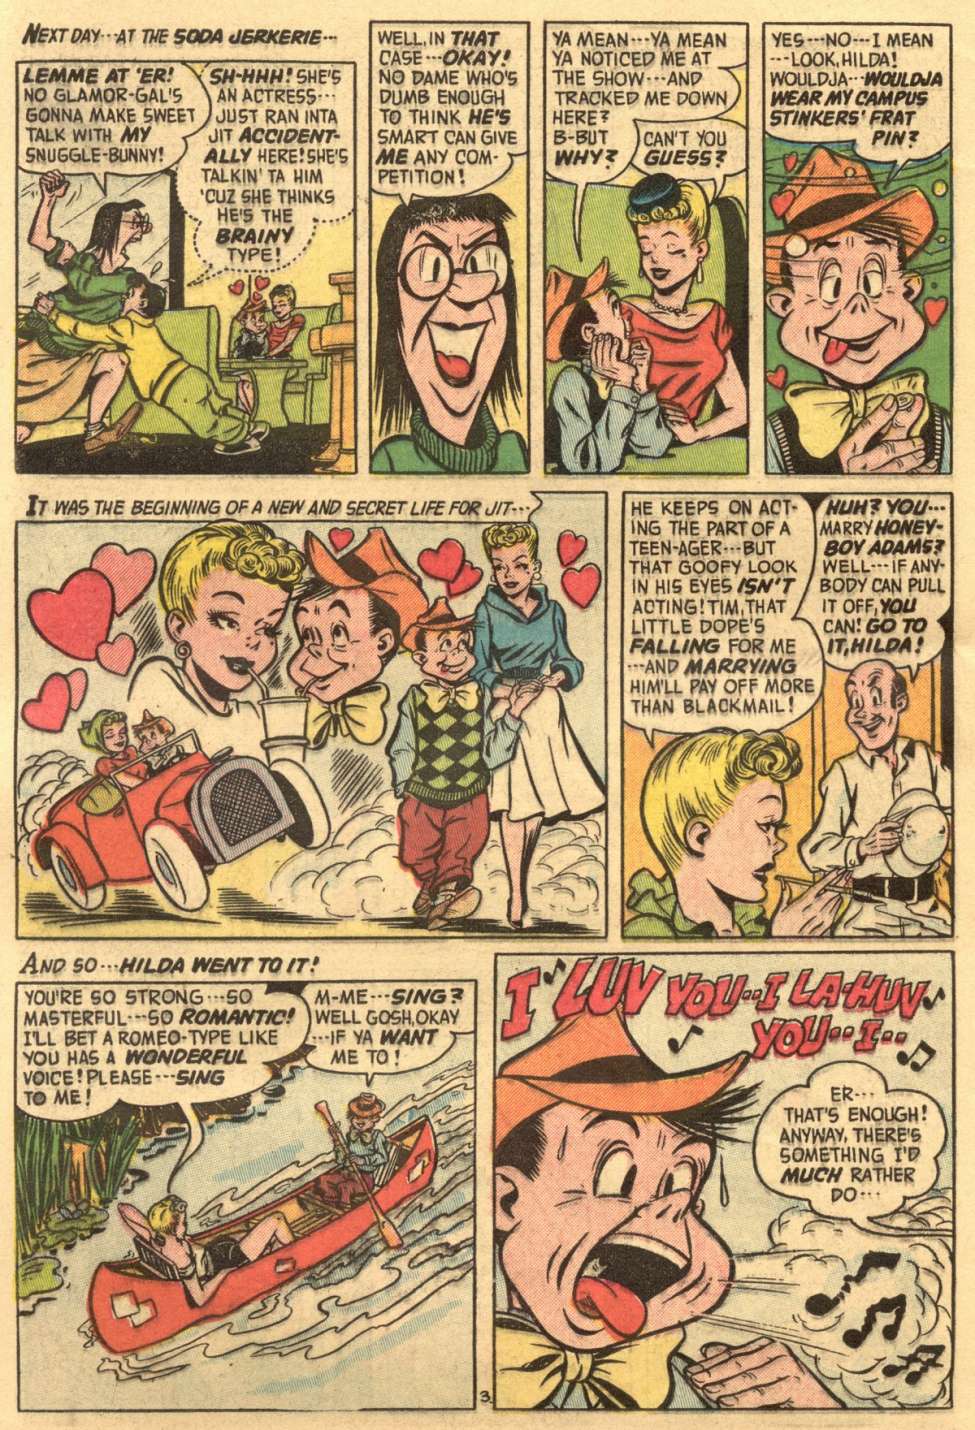 NEXT DAY---AT THE SODA JERKERIE---
LEMME AT 'ER!
NO GLAMOR-GAL'S
GONNA MAKE SWEET
TALK WITH MY
SNUGGLE-BUNNY!
SH-HHH! SHE'S
AN ACTRESS---
JUST RAN INTA
JIT ACCIDENT-
ALLY HERE! SHE'S
TALKIN' TA HIM
'CUZ SHE THINKS
HE'S THE
BRAINY
TYPE!
WELL, IN THAT
CASE---OKAY!
NO DAME WHO'S
DUMB ENOUGH
TO THINK HE'S
SMART CAN GIVE
ME ANY COM-
PETITION!
YA MEAN---YA MEAN
YA NOTICED ME AT
THE SHOW---AND
TRACKED ME DOWN
HERE?
B-BUT
WHY?
CAN'T YOU
GUESS?
YES---NO---I MEAN
---LOOK, HILDA!
WOULDJA---WOULDJA
WEAR MY CAMPUS
STINKERS' FRAT
PIN?
IT WAS THE BEGINNING OF A NEW AND SECRET LIFE FOR JIT---
HE KEEPS ON ACT-
ING THE PART OF A
TEEN-AGER---BUT
THAT GOOFY LOOK
IN HIS EYES ISN'T
ACTING! TIM, THAT
LITTLE DOPE'S
FALLING FOR ME
---AND MARRYING
HIM'LL PAY OFF MORE
THAN BLACKMAIL!
HUH? YOU---
MARRY HONEY-
BOY ADAMS?
WELL---IF ANY-
BODY CAN PULL
IT OFF, YOU
CAN! GO TO
IT, HILDA!
AND SO---HILDA WENT TO IT!
YOU'RE SO STRONG---SO
MASTERFUL---SO ROMANTIC!
I'LL BET A ROMEO-TYPE LIKE
YOU HAS A WONDERFUL
VOICE! PLEASE---SING
TO ME!
M-ME---SING?
WELL GOSH, OKAY
---IF YA WANT
ME TO!
I LUV YOU--I LA-HUV
YOU--I--
ER---
THAT'S ENOUGH!
ANYWAY, THERE'S
SOMETHING I'D
MUCH RATHER
DO---
3